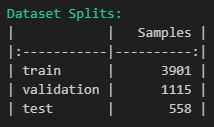 Dataset Splits:
|            |   Samples |
|:-----------|----------:|
| train      |      3901 |
| validation |      1115 |
| test       |       558 |